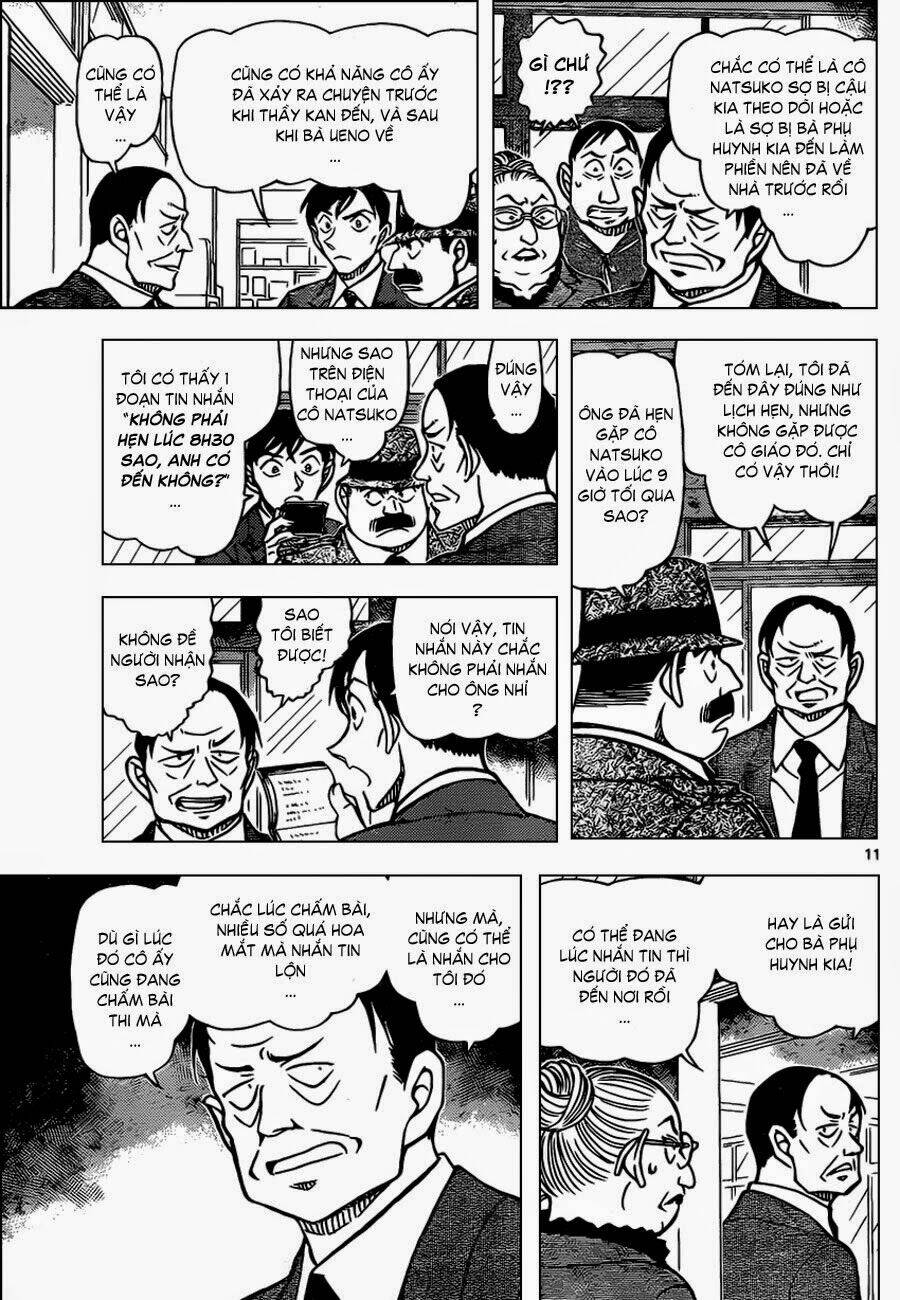 CHẮC CÓ THỂ LÀ CÔ
NATSUKO SỢ BỊ CẬU
KIA THEO DỎI HOẶC
LÀ SỢ BỊ BÀ PHỤ
HUYNH KIA ĐẾN LÀM
PHIỀN NÊN ĐÃ VỀ
NHÀ TRƯỚC RỒI
...
GÌ CHỨ
!??
CŨNG CÓ KHẢ NĂNG CÔ ẤY
ĐÃ XẢY RA CHUYỆN TRƯỚC
KHI THẦY KAN ĐẾN, VÀ SAU
KHI BÀ UENO VỀ
...
CŨNG CÓ
THỂ LÀ
VẬY
...
TÓM LẠI, TÔI ĐÃ
ĐẾN ĐÂY ĐÚNG NHƯ
LỊCH HẸN, NHƯNG
KHÔNG GẶP ĐƯỢC
CÔ GIÁO ĐÓ. CHỈ
CÓ VẬY THÔI!
ÔNG ĐÃ HẸN
GẶP CÔ
NATSUKO
VÀO LÚC 9
GIỜ TỐI QUA
SAO?
ĐÚNG
VẬY
...
NHƯNG SAO
TRÊN ĐIỆN
THOẠI CỦA
CÔ NATSUKO
...
TÔI CÓ THẤY 1
ĐOẠN TIN NHẮN
"KHÔNG PHẢI
HẸN LÚC 8H30
SAO, ANH CÓ
ĐẾN KHÔNG?"
...
NÓI VẬY, TIN
NHẮN NÀY CHẮC
KHÔNG PHẢI NHẮN
CHO ÔNG NHỈ
?
SAO
TÔI BIẾT
ĐƯỢC!
KHÔNG ĐỀ
NGƯỜI NHẬN
SAO?
11
HAY LÀ GỬI
CHO BÀ PHỤ
HUYNH KIA!
CÓ THỂ ĐANG
LÚC NHẮN TIN THÌ
NGƯỜI ĐÓ ĐÃ
ĐẾN NƠI RỒI
...
NHƯNG MÀ,
CŨNG CÓ THỂ
LÀ NHẮN CHO
TÔI ĐÓ
...
CHẮC LÚC CHẤM BÀI,
NHIỀU SỐ QUÁ HOA
MẮT MÀ NHẮN TIN
LỘN
...
DÙ GÌ LÚC
ĐÓ CÔ ẤY
CŨNG ĐANG
CHẤM BÀI
THI MÀ
...